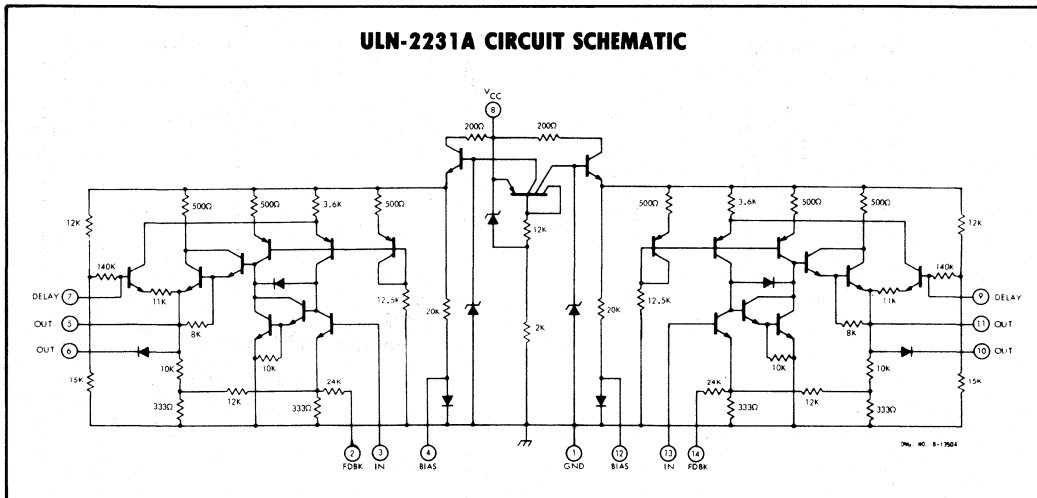 ULN-2231A CIRCUIT SCHEMATIC
VCC
8
200Ω 200Ω
12K 500Ω 500Ω 3.6K 500Ω 500Ω 3.6K 500Ω 500Ω 12K
12K
140K 140K
11K 11K
DELAY 7 9 DELAY
12.5K 12.5K
20K 20K
OUT 5 11 OUT
8K 8K
2K
OUT 6 10 OUT
10K 10K
10K 10K
15K 24K 24K 15K
12K 12K
333Ω 333Ω 333Ω 333Ω
2 3 4 1 12 13 14
FDBK IN BIAS GND BIAS IN FDBK
DWG. NO. B-1350A